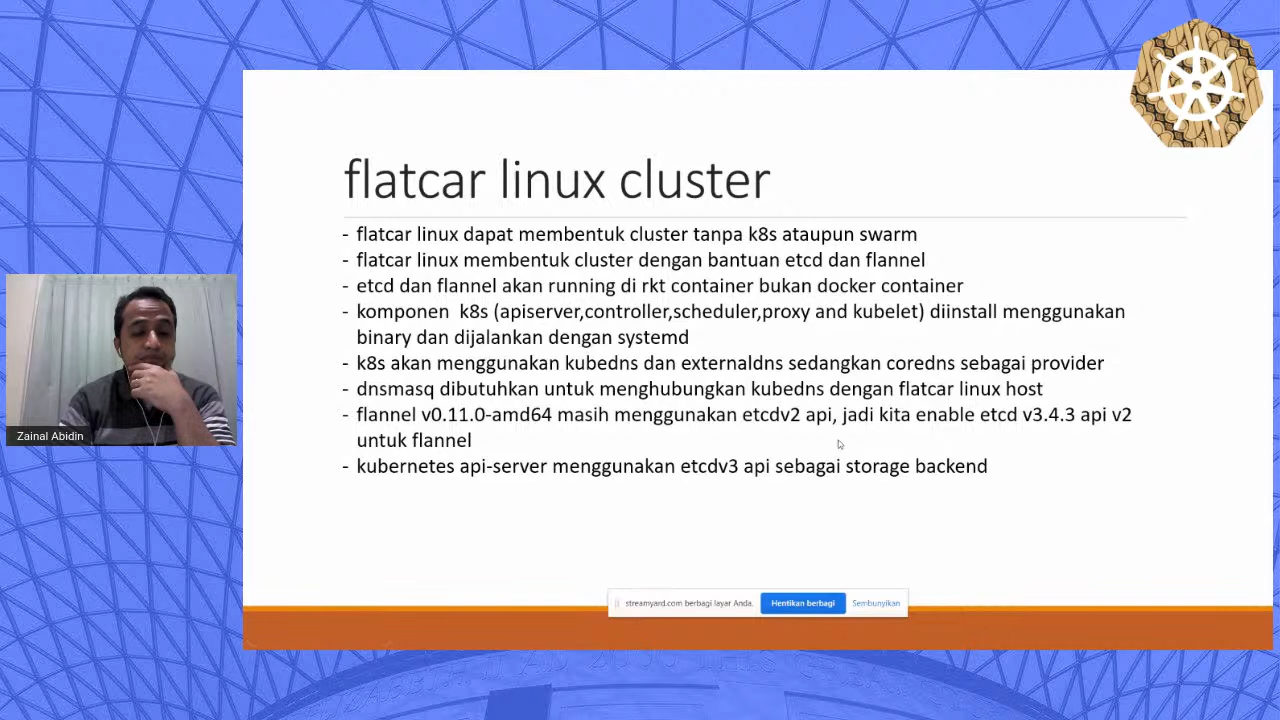 flatcar linux cluster
- flatcar linux dapat membentuk cluster tanpa k8s ataupun swarm
- flatcar linux membentuk cluster dengan bantuan etcd dan flannel
- etcd dan flannel akan running di rkt container bukan docker container
- komponen k8s (apiserver,controller,scheduler,proxy and kubelet) diinstall menggunakan
binary dan dijalankan dengan systemd
- k8s akan menggunakan kubedns dan externaldns sedangkan coredns sebagai provider
- dnsmasq dibutuhkan untuk menghubungkan kubedns dengan flatcar linux host
- flannel v0.11.0-amd64 masih menggunakan etcdv2 api, jadi kita enable etcd v3.4.3 api v2
untuk flannel
- kubernetes api-server menggunakan etcdv3 api sebagai storage backend
Zainal Abidin
streamyard.com berbagi layar Anda. Hentikan berbagi Sembunyikan